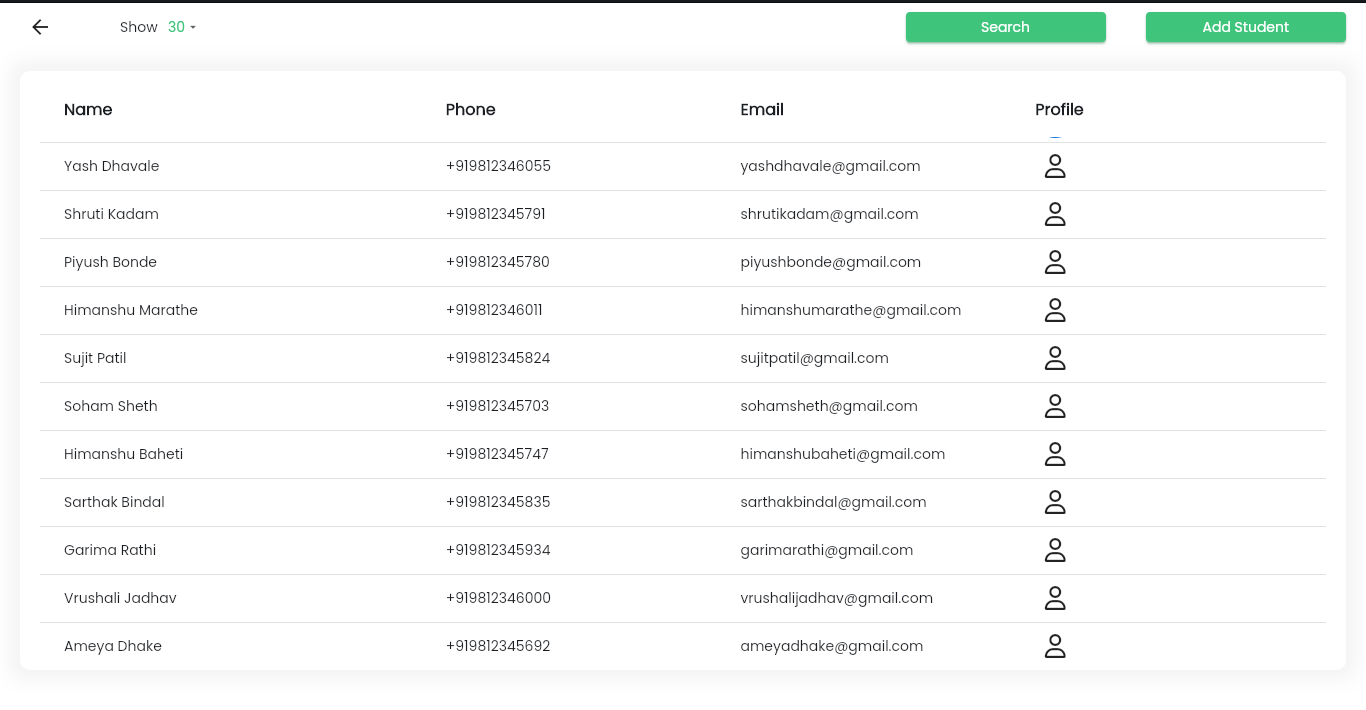 Show 30 Search Add Student
Name Phone Email Profile
Yash Dhavale +919812346055 yashdhavale@gmail.com
Shruti Kadam +919812345791 shrutikadam@gmail.com
Piyush Bonde +919812345780 piyushbonde@gmail.com
Himanshu Marathe +919812346011 himanshumarathe@gmail.com
Sujit Patil +919812345824 sujitpatil@gmail.com
Soham Sheth +919812345703 sohamsheth@gmail.com
Himanshu Baheti +919812345747 himanshubaheti@gmail.com
Sarthak Bindal +919812345835 sarthakbindal@gmail.com
Garima Rathi +919812345934 garimarathi@gmail.com
Vrushali Jadhav +919812346000 vrushalijadhav@gmail.com
Ameya Dhake +919812345692 ameyadhake@gmail.com